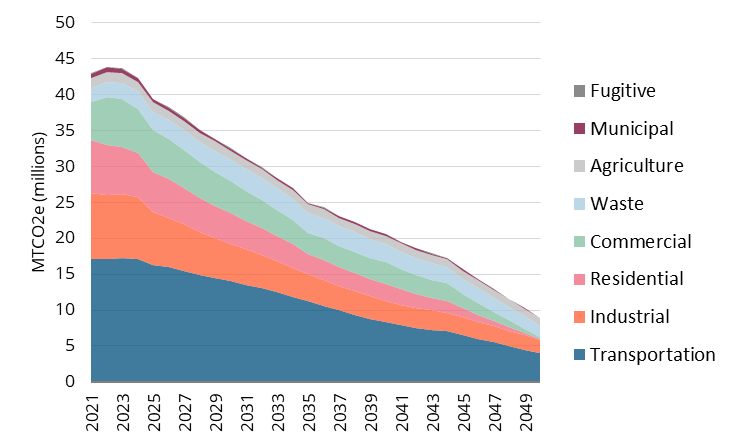 MTCO2e (millions)
50
45
40
35
30
25
20
15
10
5
0
2021
2023
2025
2027
2029
2031
2033
2035
2037
2039
2041
2043
2045
2047
2049
Fugitive
Municipal
Agriculture
Waste
Commercial
Residential
Industrial
Transportation